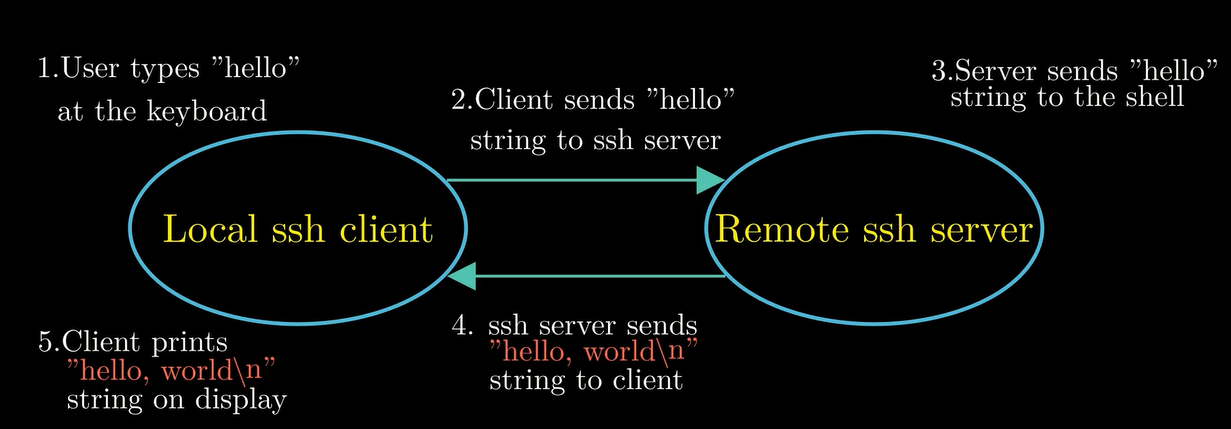 1.User types ”hello”
at the keyboard
2.Client sends ”hello”
string to ssh server
3.Server sends ”hello”
string to the shell
Local ssh client
Remote ssh server
4. ssh server sends
”hello, world\n”
string to client
5.Client prints
”hello, world\n”
string on display